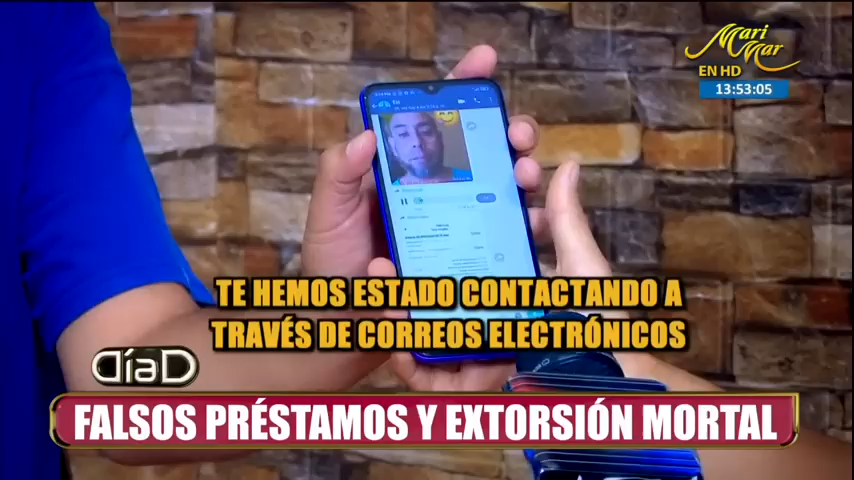 Mari
Mar
EN HD
13:53:05
TE HEMOS ESTADO CONTACTANDO A
TRAVÉS DE CORREOS ELECTRÓNICOS
DíaD
FALSOS PRÉSTAMOS Y EXTORSIÓN MORTAL